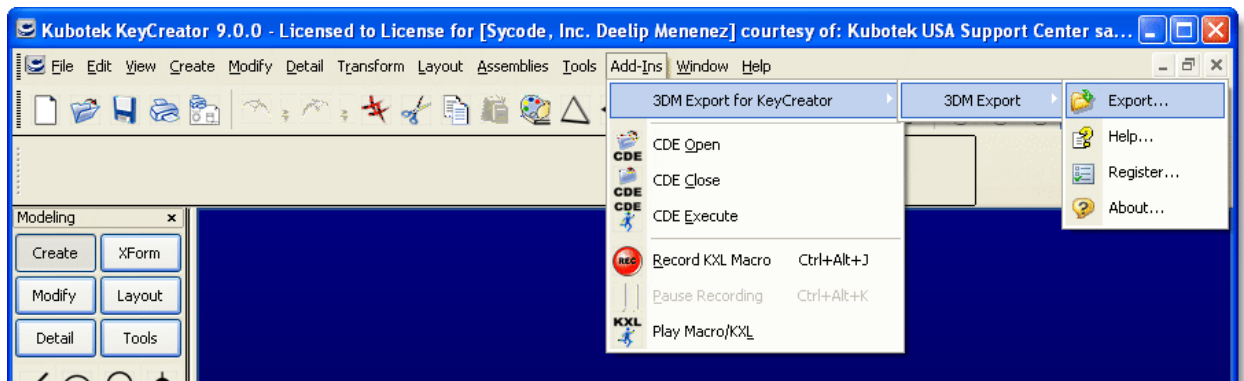 Kubotek KeyCreator 9.0.0 - Licensed to License for [Sycode, Inc. Deelip Menenez] courtesy of: Kubotek USA Support Center sa...
File Edit View Create Modify Detail Transform Layout Assemblies Tools Add-Ins Window Help
3DM Export for KeyCreator
3DM Export
Export...
Help...
Register...
About...
CDE Open
CDE
CDE Close
CDE
CDE Execute
CDE
Record KXL Macro Ctrl+Alt+J
REC
Pause Recording Ctrl+Alt+K
Play Macro/KXL
KXL
Modeling
Create XForm
Modify Layout
Detail Tools